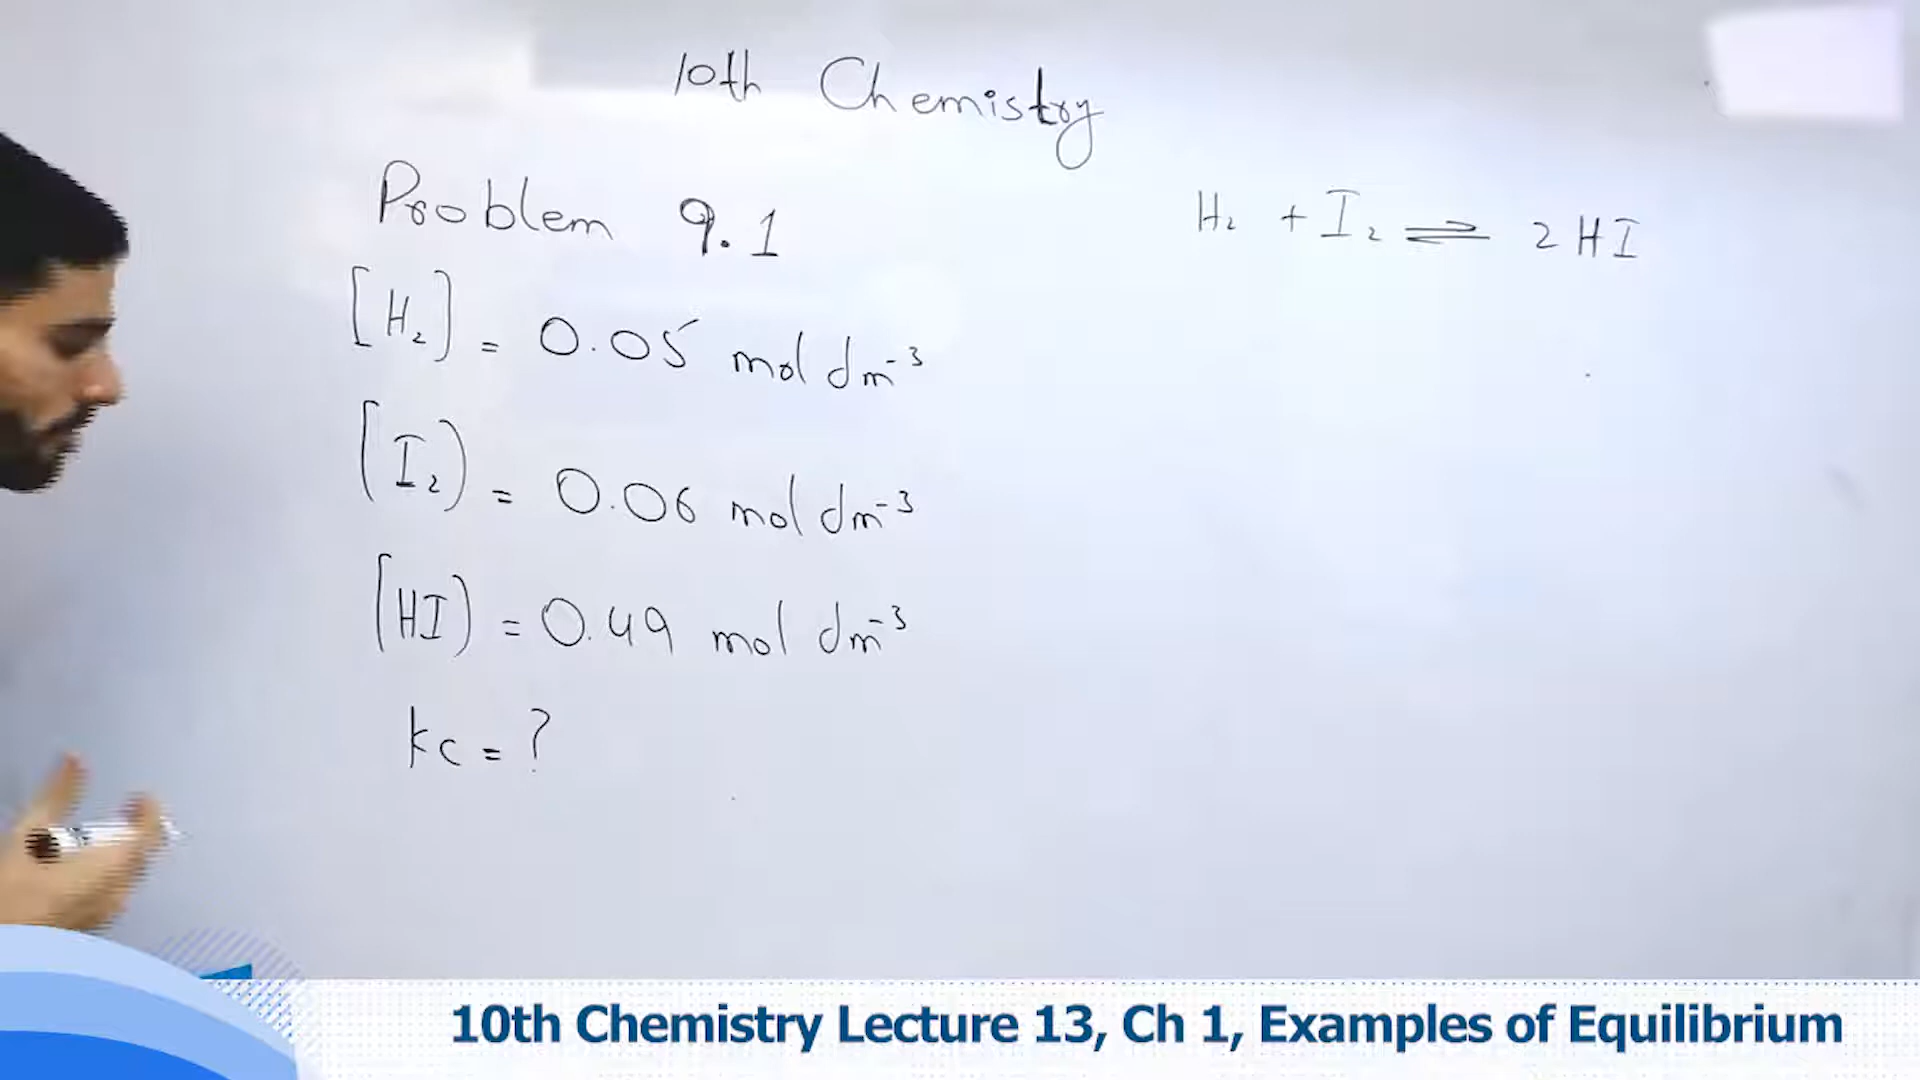 10th Chemistry
Problem 9.1
[H₂] = 0.05 mol dm⁻³
[I₂) = 0.06 mol dm⁻³
[HI) = 0.49 mol dm⁻³
kc = ?
H₂ + I₂ ⇌ 2HI
10th Chemistry Lecture 13, Ch 1, Examples of Equilibrium